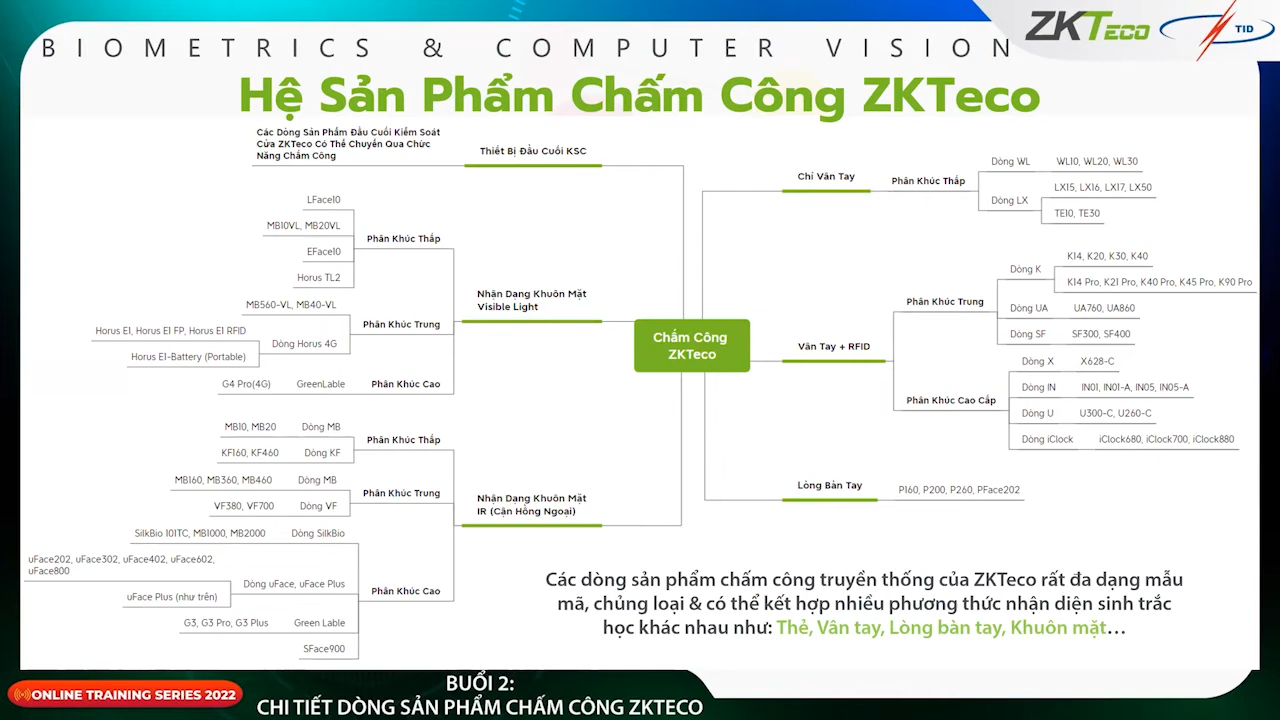 BIOMETRICS & COMPUTER VISION
ZKTECO
TID
Hệ Sản Phẩm Chấm Công ZKTeco
Các Dòng Sản Phẩm Đầu Cuối Kiểm Soát
Cửa ZKTeco Có Thể Chuyển Qua Chức
Năng Chấm Công
Thiết Bị Đầu Cuối KSC
LFace10
MB10VL, MB20VL
EFace10
Horus TL2
Phân Khúc Thấp
MB560-VL, MB40-VL
Horus E1, Horus E1 FP, Horus E1 RFID
Horus E1-Battery (Portable)
Dòng Horus 4G
Phân Khúc Trung
G4 Pro(4G)
GreenLable
Phân Khúc Cao
Nhận Dạng Khuôn Mặt
Visible Light
MB10, MB20
Dòng MB
KF160, KF460
Dòng KF
Phân Khúc Thấp
MB160, MB360, MB460
Dòng MB
VF380, VF700
Dòng VF
Phân Khúc Trung
SilkBio 101TC, MB1000, MB2000
Dòng SilkBio
uFace202, uFace302, uFace402, uFace602,
uFace800
uFace Plus (như trên)
Dòng uFace, uFace Plus
G3, G3 Pro, G3 Plus
Green Lable
SFace900
Phân Khúc Cao
Nhận Dạng Khuôn Mặt
IR (Cận Hồng Ngoại)
Chấm Công
ZKTeco
Chỉ Vân Tay
Phân Khúc Thấp
Dòng WL
WL10, WL20, WL30
Dòng LX
LX15, LX16, LX17, LX50
TE10, TE30
Vân Tay + RFID
Phân Khúc Trung
Dòng K
K14, K20, K30, K40
K14 Pro, K21 Pro, K40 Pro, K45 Pro, K90 Pro
Dòng UA
UA760, UA860
Dòng SF
SF300, SF400
Phân Khúc Cao Cấp
Dòng X
X628-C
Dòng IN
IN01, IN01-A, IN05, IN05-A
Dòng U
U300-C, U260-C
Dòng iClock
iClock680, iClock700, iClock880
Lòng Bàn Tay
P160, P200, P260, PFace202
Các dòng sản phẩm chấm công truyền thống của ZKTeco rất đa dạng mẫu
mã, chủng loại & có thể kết hợp nhiều phương thức nhận diện sinh trắc
học khác nhau như: Thẻ, Vân tay, Lòng bàn tay, Khuôn mặt...
ONLINE TRAINING SERIES 2022
BUỔI 2:
CHI TIẾT DÒNG SẢN PHẨM CHẤM CÔNG ZKTECO